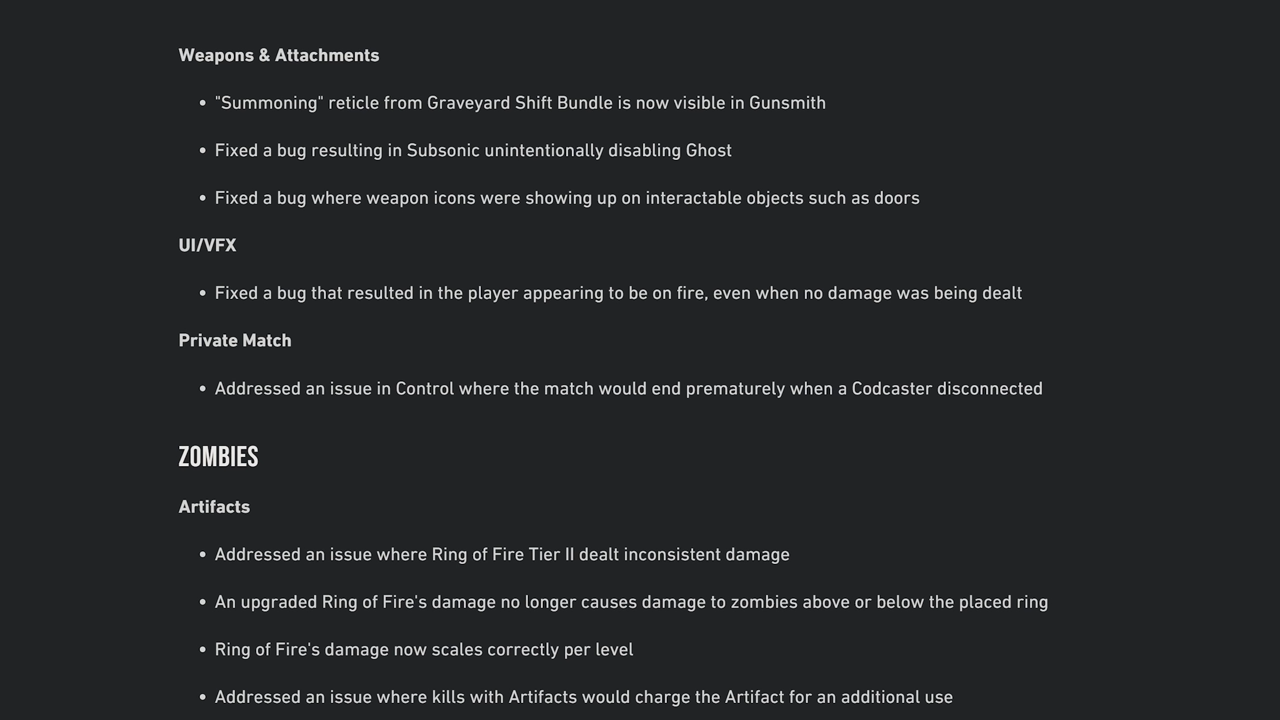 Weapons & Attachments
• "Summoning" reticle from Graveyard Shift Bundle is now visible in Gunsmith
• Fixed a bug resulting in Subsonic unintentionally disabling Ghost
• Fixed a bug where weapon icons were showing up on interactable objects such as doors
UI/VFX
• Fixed a bug that resulted in the player appearing to be on fire, even when no damage was being dealt
Private Match
• Addressed an issue in Control where the match would end prematurely when a Codcaster disconnected
ZOMBIES
Artifacts
• Addressed an issue where Ring of Fire Tier II dealt inconsistent damage
• An upgraded Ring of Fire's damage no longer causes damage to zombies above or below the placed ring
• Ring of Fire's damage now scales correctly per level
• Addressed an issue where kills with Artifacts would charge the Artifact for an additional use